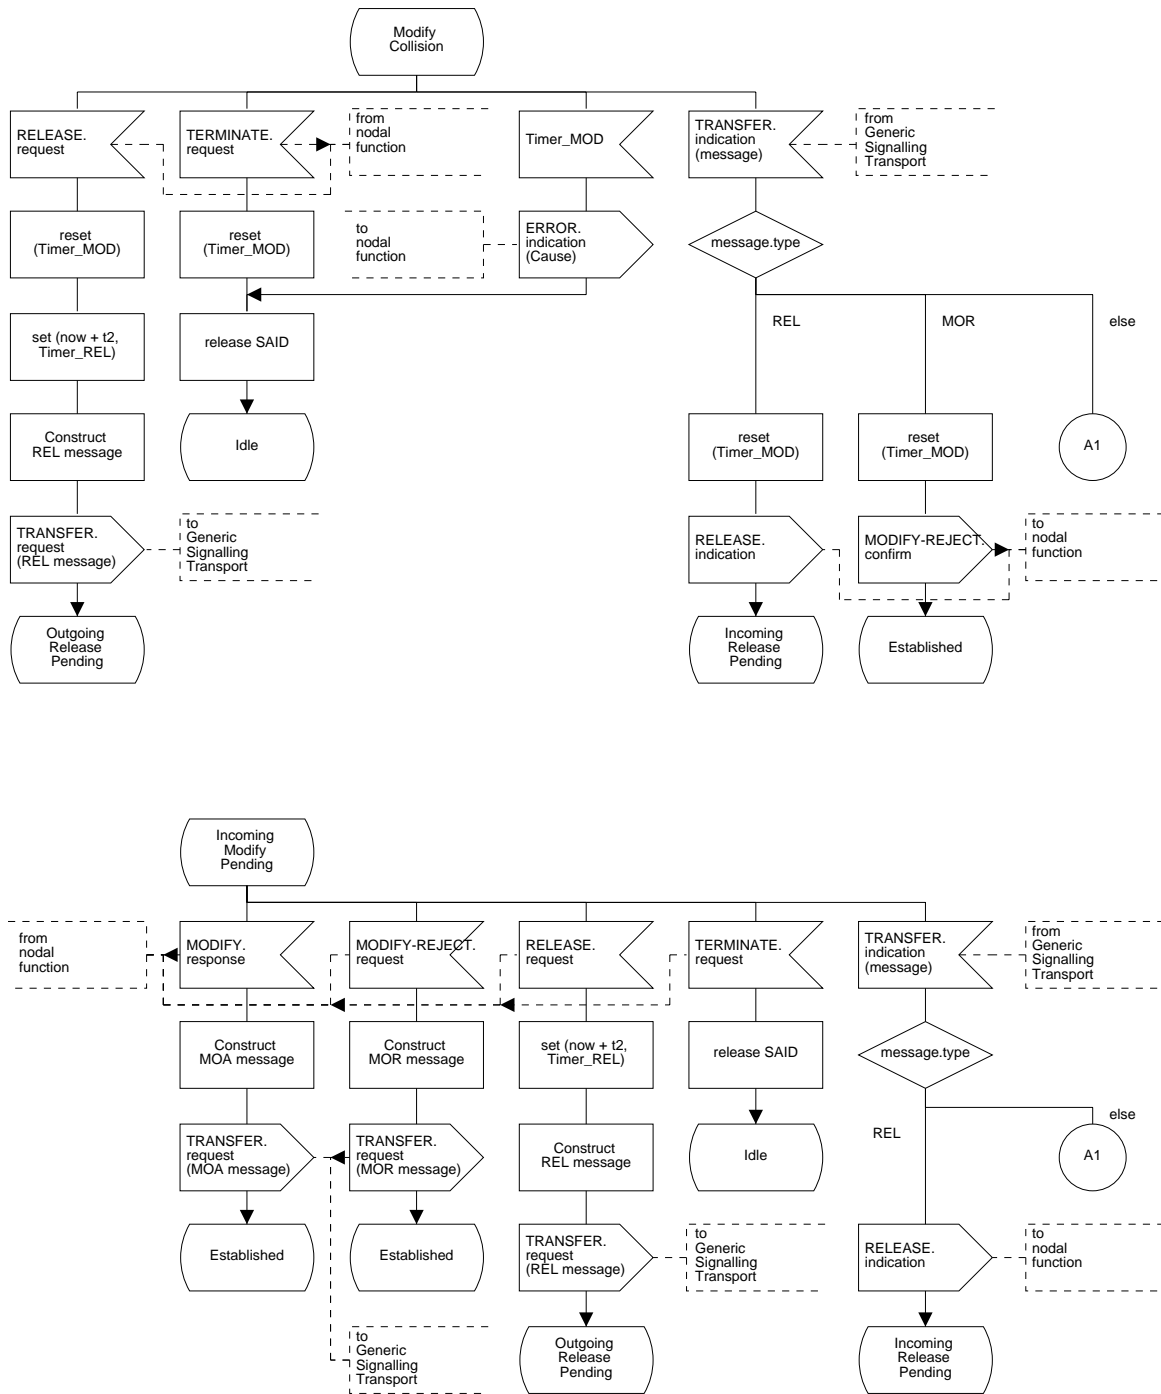 Modify
Collision
RELEASE.
request
TERMINATE.
request
from
nodal
function
Timer_MOD
TRANSFER.
indication
(message)
from
Generic
Signalling
Transport
reset
(Timer_MOD)
reset
(Timer_MOD)
to
nodal
function
ERROR.
indication
(Cause)
message.type
REL
MOR
else
set (now + t2,
Timer_REL)
release SAID
Construct
REL message
Idle
reset
(Timer_MOD)
reset
(Timer_MOD)
A1
TRANSFER.
request
(REL message)
to
Generic
Signalling
Transport
RELEASE.
indication
MODIFY-REJECT.
confirm
to
nodal
function
Outgoing
Release
Pending
Incoming
Release
Pending
Established
Incoming
Modify
Pending
from
nodal
function
MODIFY.
response
MODIFY-REJECT.
request
RELEASE.
request
TERMINATE.
request
TRANSFER.
indication
(message)
from
Generic
Signalling
Transport
Construct
MOA message
Construct
MOR message
set (now + t2,
Timer_REL)
release SAID
message.type
REL
else
TRANSFER.
request
(MOA message)
TRANSFER.
request
(MOR message)
Construct
REL message
Idle
A1
Established
Established
TRANSFER.
request
(REL message)
to
Generic
Signalling
Transport
RELEASE.
indication
to
nodal
function
to
Generic
Signalling
Transport
Outgoing
Release
Pending
Incoming
Release
Pending